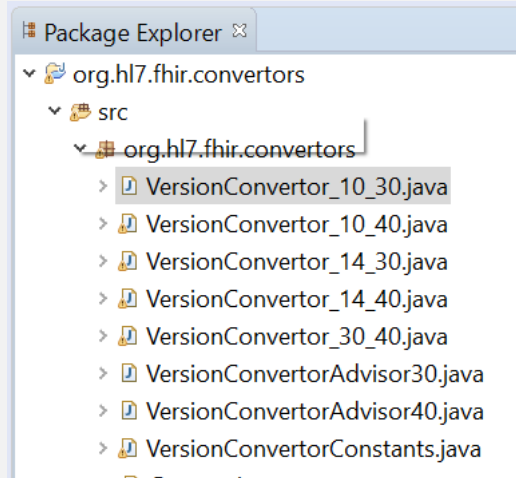 Package Explorer
org.hl7.fhir.convertors
src
org.hl7.fhir.convertors
VersionConvertor_10_30.java
VersionConvertor_10_40.java
VersionConvertor_14_30.java
VersionConvertor_14_40.java
VersionConvertor_30_40.java
VersionConvertorAdvisor30.java
VersionConvertorAdvisor40.java
VersionConvertorConstants.java